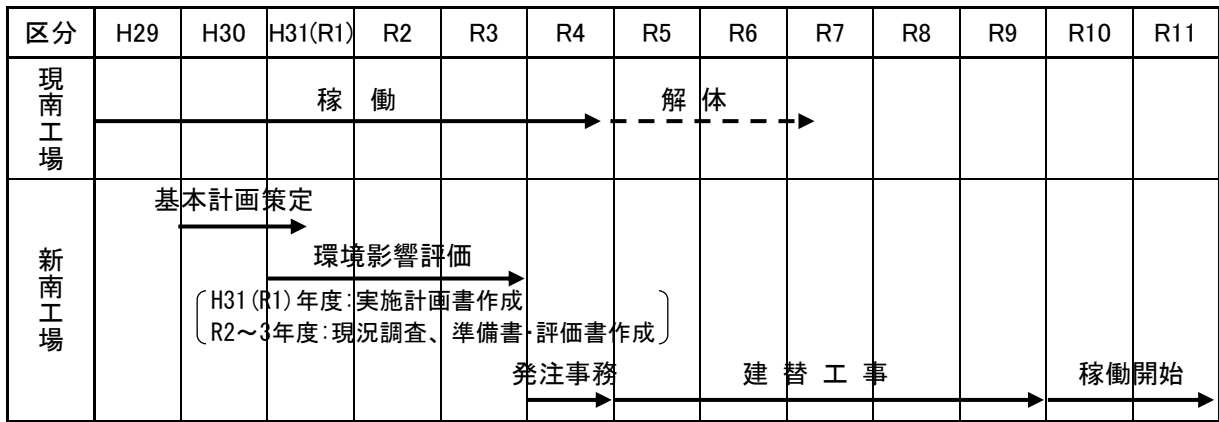 区分 H29 H30 H31(R1) R2 R3 R4 R5 R6 R7 R8 R9 R10 R11
現南工場
稼 働 解 体
新南工場
基本計画策定
環境影響評価
H31(R1)年度:実施計画書作成
R2～3年度:現況調査、準備書・評価書作成
発注事務 建 替 工 事 稼働開始